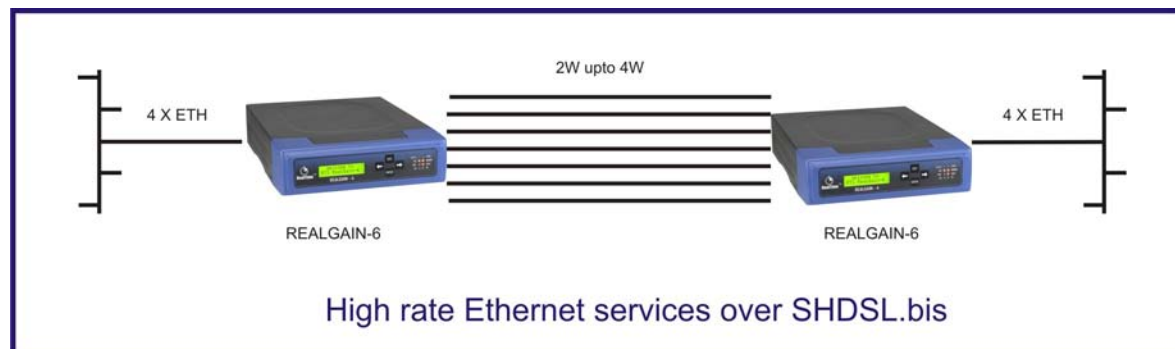 2W upto 4W
4 X ETH
4 X ETH
REALGAIN-6
REALGAIN-6
High rate Ethernet services over SHDSL.bis